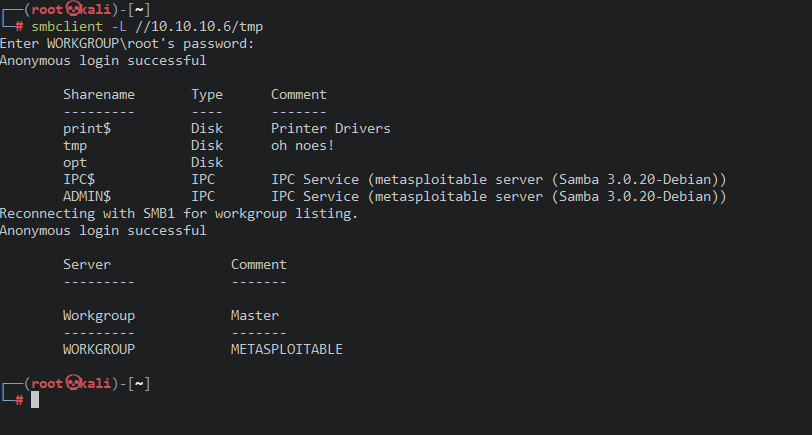 ┌──(root💀kali)-[~]
└─# smbclient -L //10.10.10.6/tmp
Enter WORKGROUP\root's password:
Anonymous login successful
Sharename Type Comment
--------- ---- -------
print$ Disk Printer Drivers
tmp Disk oh noes!
opt Disk
IPC$ IPC IPC Service (metasploitable server (Samba 3.0.20-Debian))
ADMIN$ IPC IPC Service (metasploitable server (Samba 3.0.20-Debian))
Reconnecting with SMB1 for workgroup listing.
Anonymous login successful
Server Comment
--------- -------
Workgroup Master
--------- -------
WORKGROUP METASPLOITABLE
┌──(root💀kali)-[~]
└─#